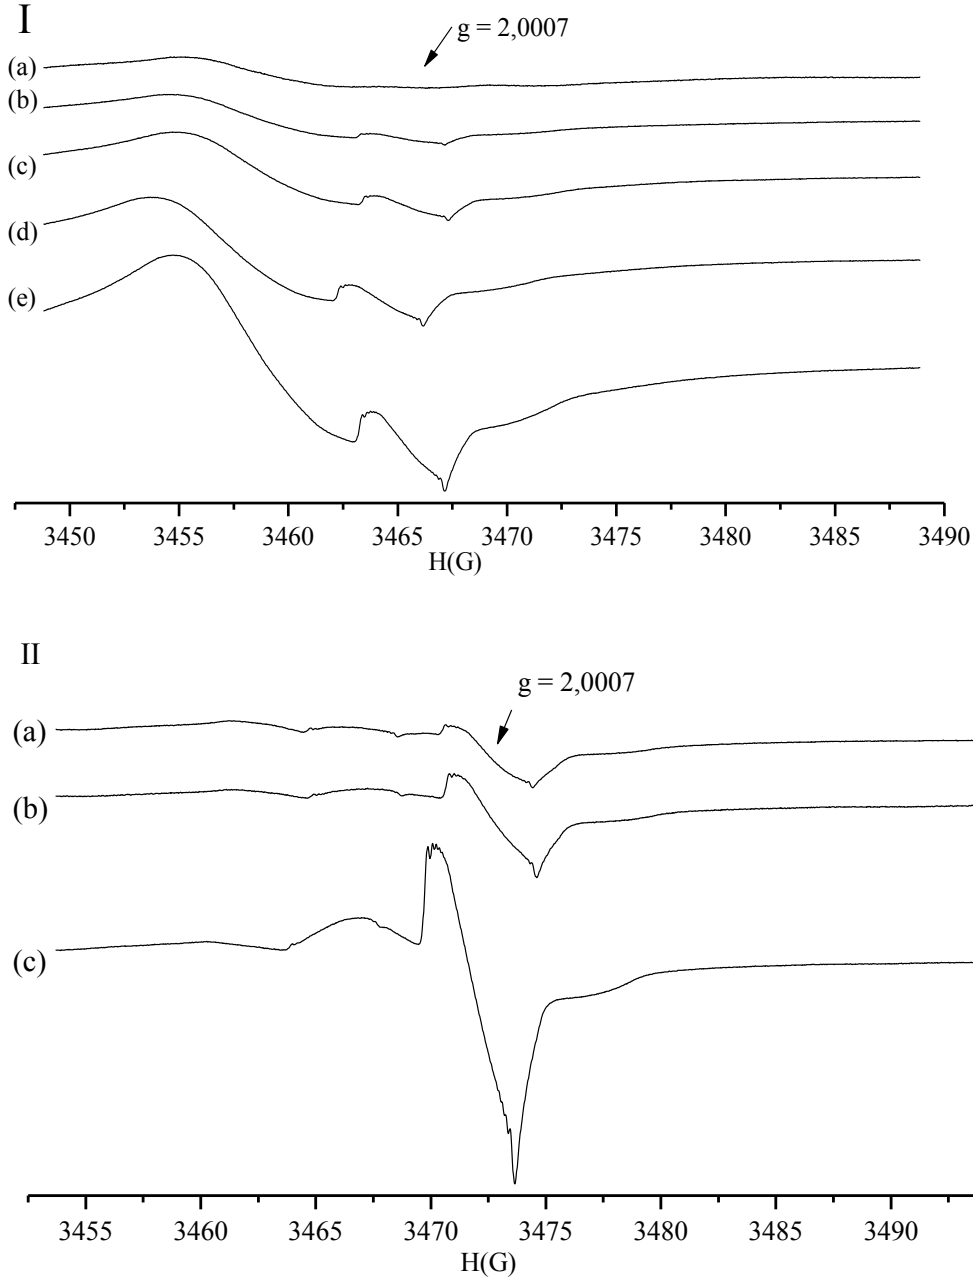 I
g = 2,0007
(a)
(b)
(c)
(d)
(e)
3450 3455 3460 3465 3470 3475 3480 3485 3490
H(G)
II
g = 2,0007
(a)
(b)
(c)
3455 3460 3465 3470 3475 3480 3485 3490
H(G)